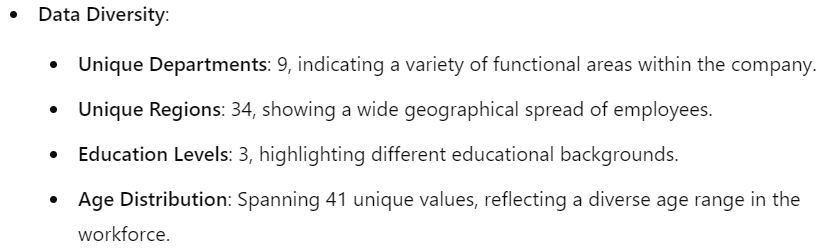 • Data Diversity:
• Unique Departments: 9, indicating a variety of functional areas within the company.
• Unique Regions: 34, showing a wide geographical spread of employees.
• Education Levels: 3, highlighting different educational backgrounds.
• Age Distribution: Spanning 41 unique values, reflecting a diverse age range in the
workforce.